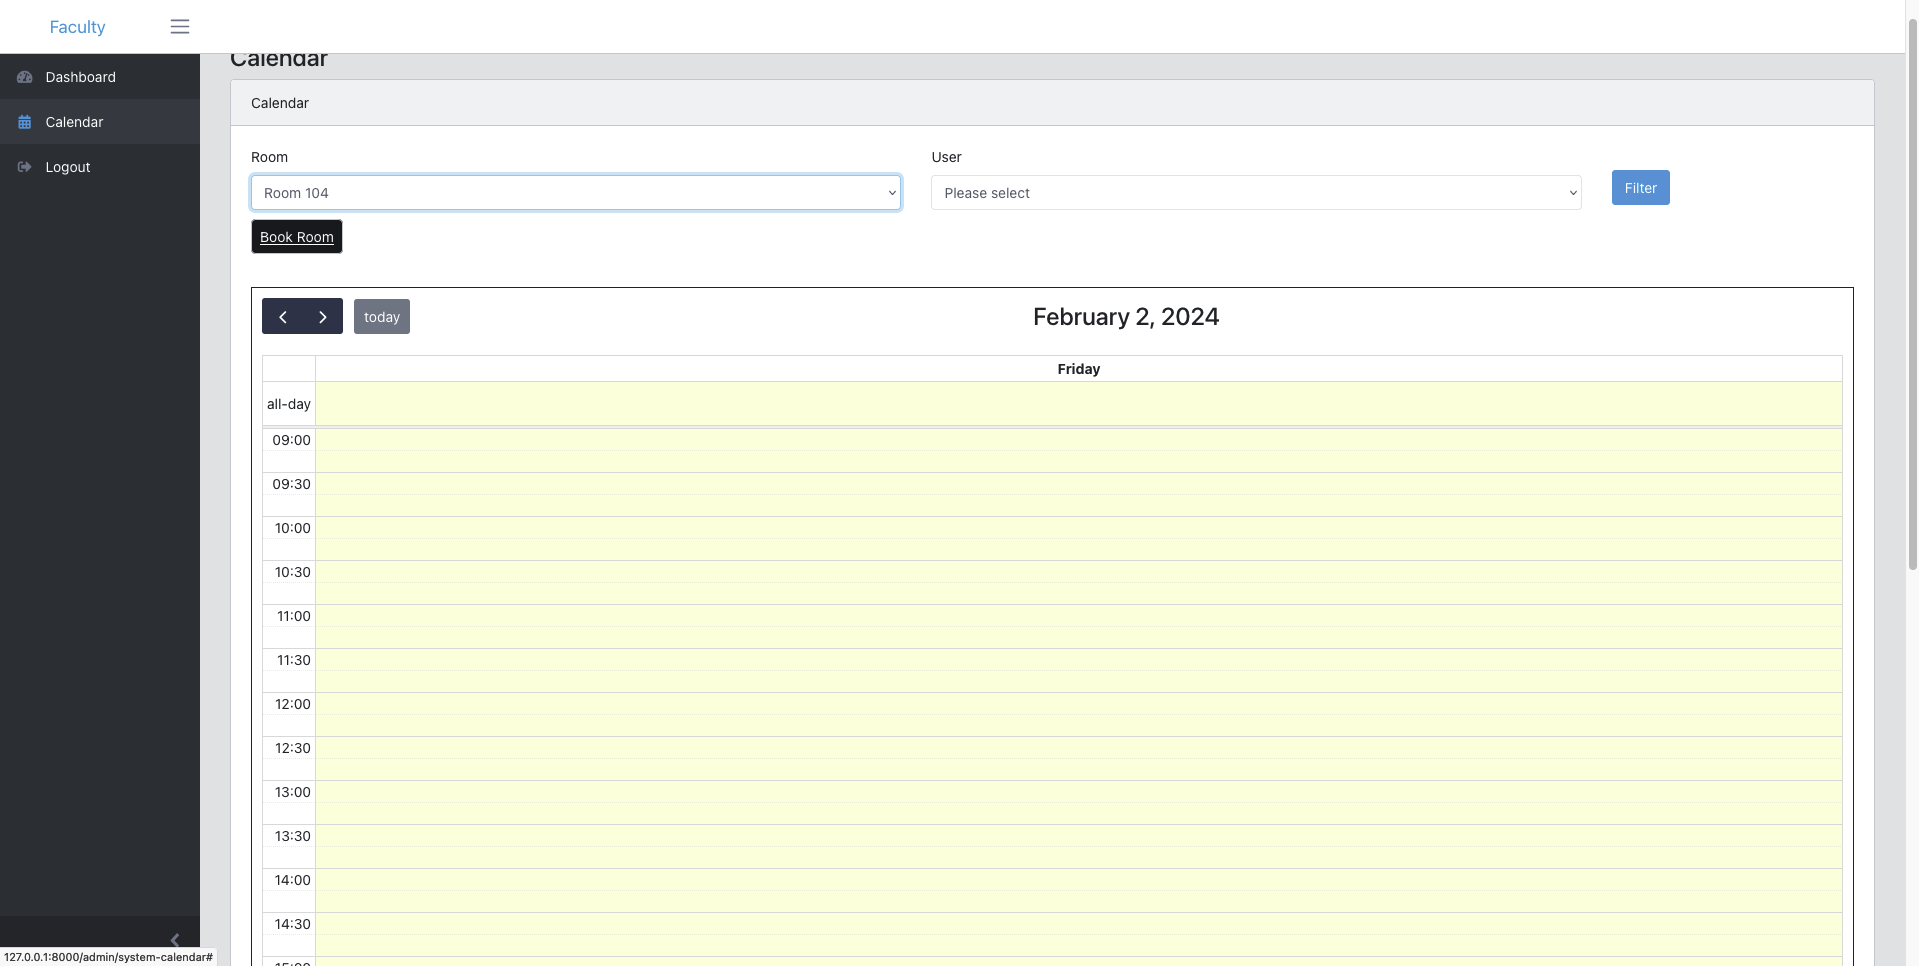 Faculty
Dashboard
Calendar
Logout
Calendar
Calendar
Room
User
Room 104
Please select
Filter
Book Room
today
February 2, 2024
Friday
all-day
09:00
09:30
10:00
10:30
11:00
11:30
12:00
12:30
13:00
13:30
14:00
14:30
15:00
127.0.0.1:8000/admin/system-calendar#